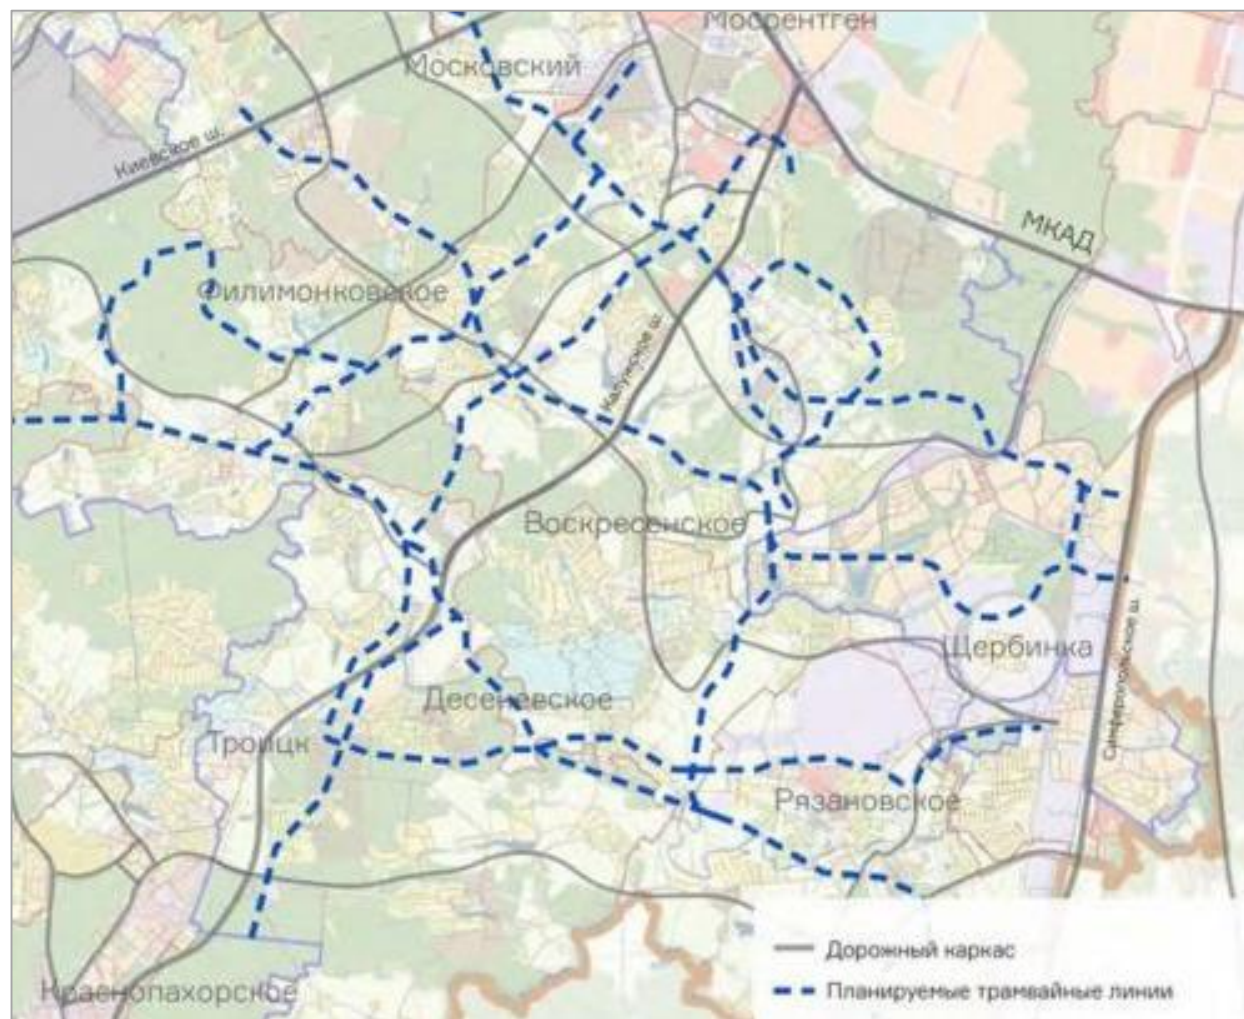 Мосрентген
Московский
Киевское ш.
МКАД
Филимонковское
Калужское ш.
Воскресенское
Щербинка
Симферопольское ш.
Десеневское
Троицк
Рязановское
Дорожный каркас
Планируемые трамвайные линии
Краснопахорское